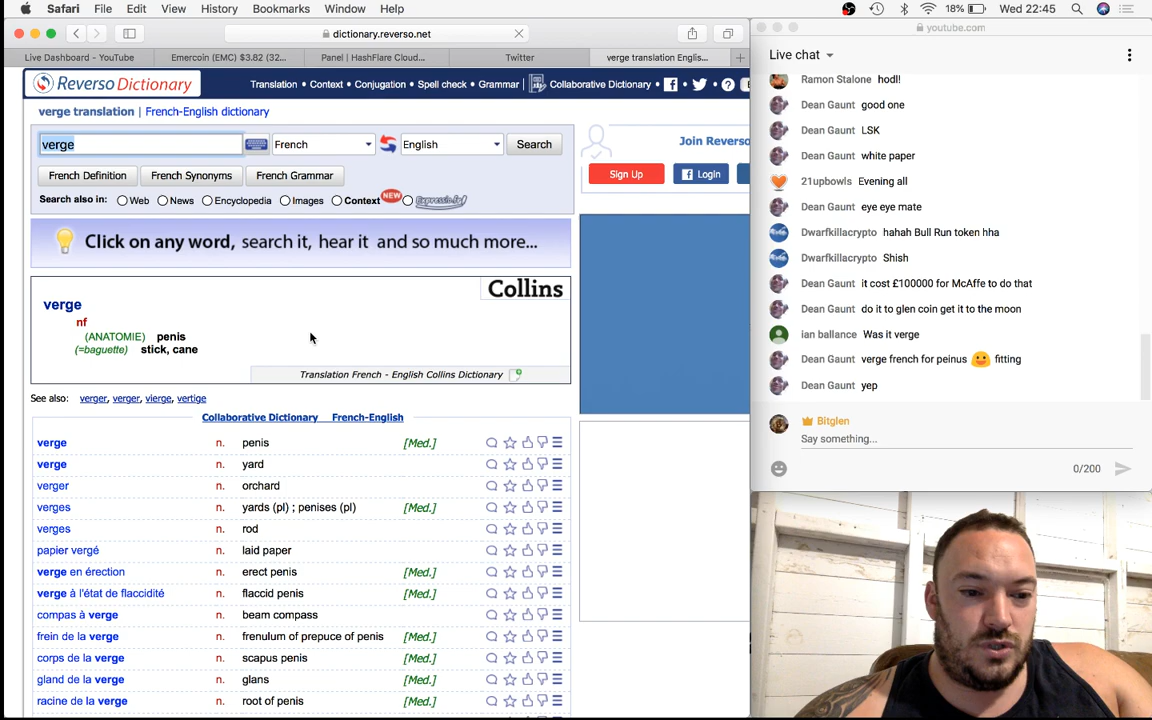 Safari File Edit View History Bookmarks Window Help 18% Wed 22:45
dictionary.reverso.net
Live Dashboard - YouTube Emercoin (EMC) $3.82 (32... Panel | HashFlare Cloud... Twitter verge translation Englis... +
Reverso Dictionary Translation • Context • Conjugation • Spell check • Grammar • Collaborative Dictionary
verge translation | French-English dictionary
verge French English Search
Join Reverso
French Definition French Synonyms French Grammar
Sign Up Login
Search also in: Web News Encyclopedia Images Context NEW Expressio.fr
Click on any word, search it, hear it and so much more...
Collins
verge
nf
(ANATOMIE) penis
(=baguette) stick, cane
Translation French - English Collins Dictionary
See also: verger, verger, vierge, vertige
Collaborative Dictionary French-English
verge n. penis [Med.]
verge n. yard
verger n. orchard
verges n. yards (pl) ; penises (pl) [Med.]
verges n. rod
papier vergé n. laid paper
verge en érection n. erect penis [Med.]
verge à l'état de flaccidité n. flaccid penis [Med.]
compas à verge n. beam compass
frein de la verge n. frenulum of prepuce of penis [Med.]
corps de la verge n. scapus penis [Med.]
gland de la verge n. glans [Med.]
racine de la verge n. root of penis [Med.]
youtube.com
Live chat
Ramon Stalone hodl!
Dean Gaunt good one
Dean Gaunt LSK
Dean Gaunt white paper
21upbowls Evening all
Dean Gaunt eye eye mate
Dwarfkillacrypto hahah Bull Run token hha
Dwarfkillacrypto Shish
Dean Gaunt it cost £100000 for McAffe to do that
Dean Gaunt do it to glen coin get it to the moon
ian ballance Was it verge
Dean Gaunt verge french for peinus fitting
Dean Gaunt yep
Bitglen
Say something...
0/200